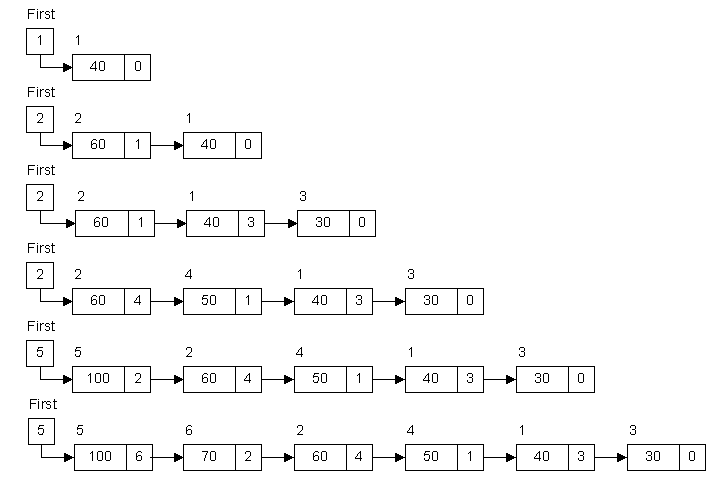 First
1 1
40 0
First
2 2 1
60 1 40 0
First
2 2 1 3
60 1 40 3 30 0
First
2 2 4 1 3
60 4 50 1 40 3 30 0
First
5 5 2 4 1 3
100 2 60 4 50 1 40 3 30 0
First
5 5 6 2 4 1 3
100 6 70 2 60 4 50 1 40 3 30 0